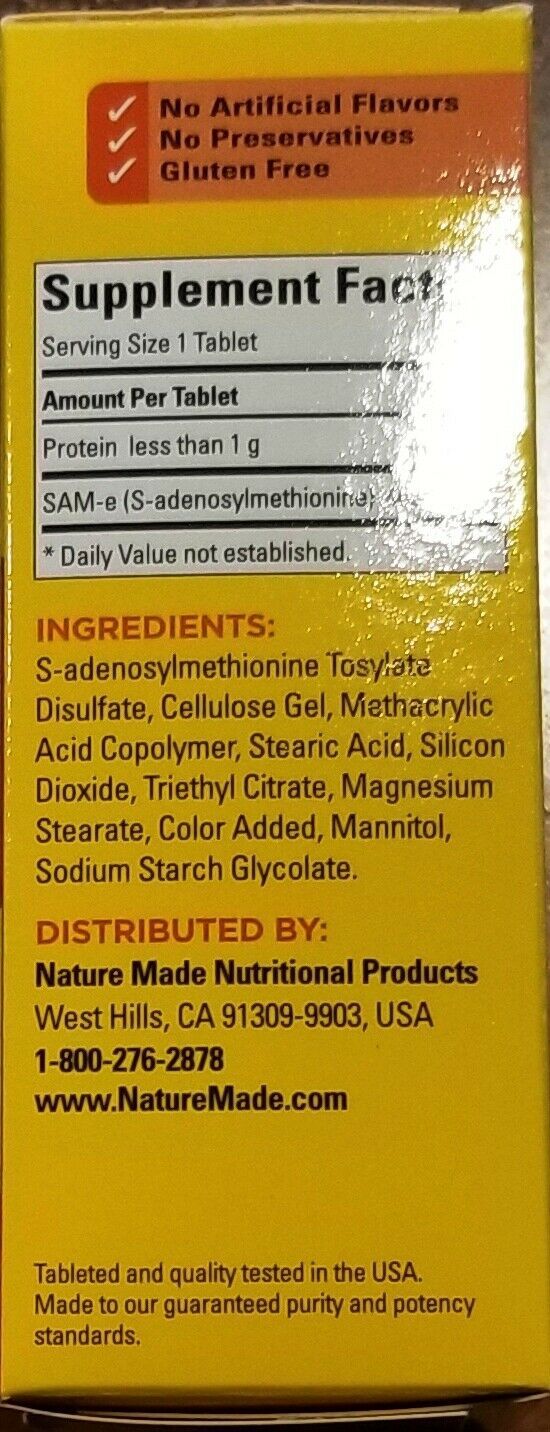 No Artificial Flavors
No Preservatives
Gluten Free
Supplement Fact
Serving Size 1 Tablet
Amount Per Tablet
Protein less than 1 g
SAM-e (S-adenosylmethionine)
* Daily Value not established.
INGREDIENTS:
S-adenosylmethionine Tosylate
Disulfate, Cellulose Gel, Methacrylic
Acid Copolymer, Stearic Acid, Silicon
Dioxide, Triethyl Citrate, Magnesium
Stearate, Color Added, Mannitol,
Sodium Starch Glycolate.
DISTRIBUTED BY:
Nature Made Nutritional Products
West Hills, CA 91309-9903, USA
1-800-276-2878
www.NatureMade.com
Tableted and quality tested in the USA.
Made to our guaranteed purity and potency
standards.